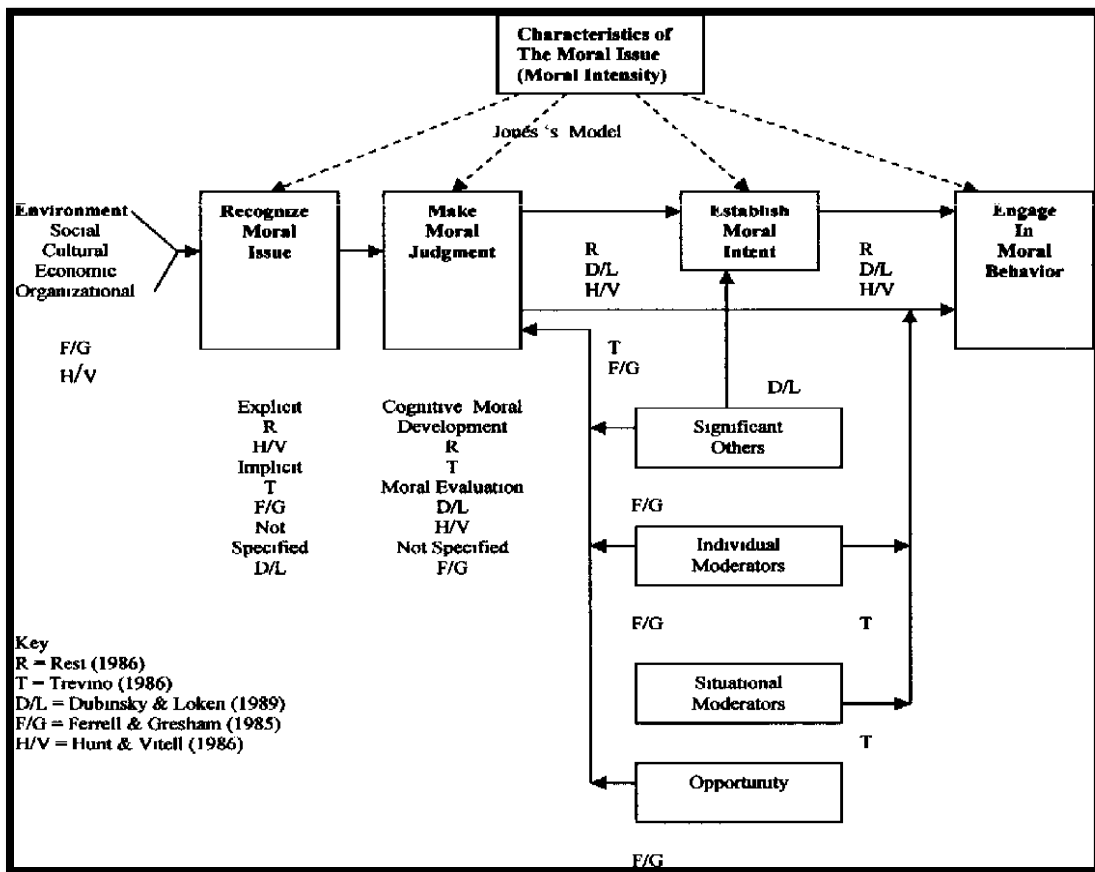 Characteristics of
The Moral Issue
(Moral Intensity)
Jones 's Model
Environment
Social
Cultural
Economic
Organizational
F/G
H/V
Recognize
Moral
Issue
Make
Moral
Judgment
Establish
Moral
Intent
Engage
In
Moral
Behavior
R
D/L
H/V
R
D/L
H/V
T
F/G
D/L
Explicit
R
H/V
Implicit
T
F/G
Not
Specified
D/L
Cognitive Moral
Development
R
T
Moral Evaluation
D/L
H/V
Not Specified
F/G
Significant
Others
F/G
Individual
Moderators
F/G
T
Situational
Moderators
T
Opportunity
F/G
Key
R = Rest (1986)
T = Trevino (1986)
D/L = Dubinsky & Loken (1989)
F/G = Ferrell & Gresham (1985)
H/V = Hunt & Vitell (1986)